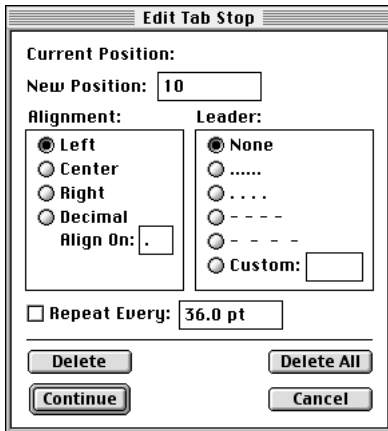 Edit Tab Stop
Current Position:
New Position: 10
Alignment:
Left
Center
Right
Decimal
Align On: .
Leader:
None
......
. . . .
- - - -
-  -  -  -
Custom:
Repeat Every: 36.0 pt
Delete
Delete All
Continue
Cancel